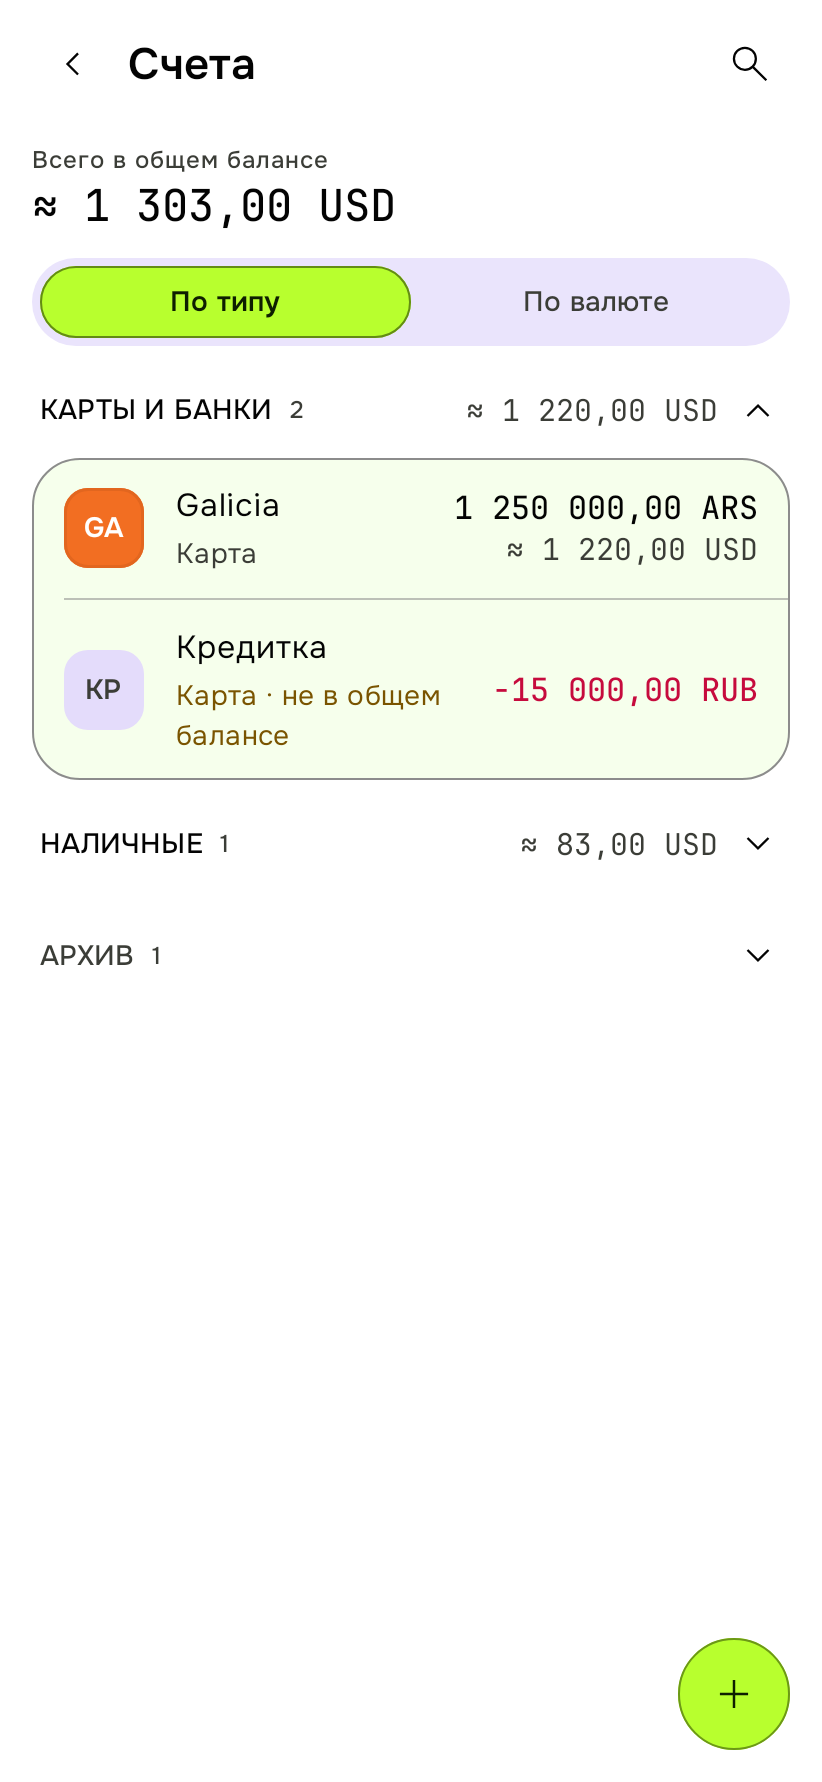 Счета
Всего в общем балансе
≈ 1 303,00 USD
По типу
По валюте
КАРТЫ И БАНКИ 2
≈ 1 220,00 USD
GA
Galicia
1 250 000,00 ARS
Карта
≈ 1 220,00 USD
КР
Кредитка
Карта · не в общем
балансе
-15 000,00 RUB
НАЛИЧНЫЕ 1
≈ 83,00 USD
АРХИВ 1